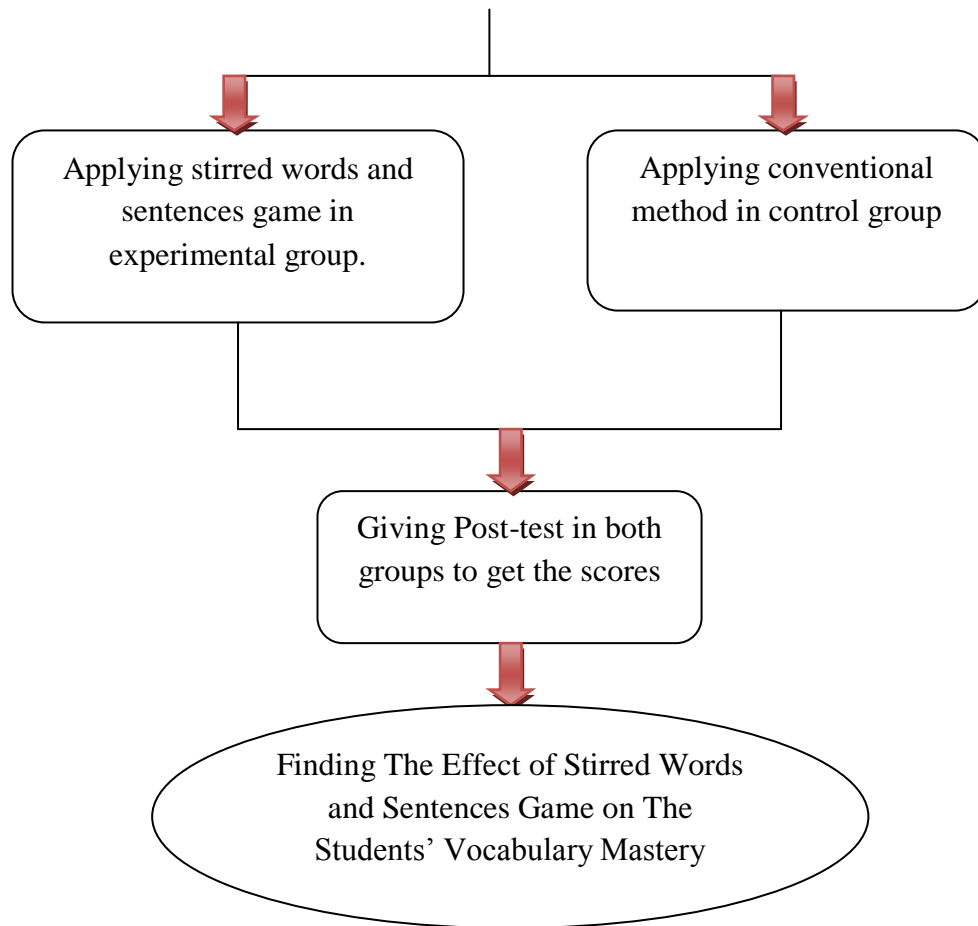 Applying stirred words and
sentences game in
experimental group.
Applying conventional
method in control group
Giving Post-test in both
groups to get the scores
Finding The Effect of Stirred Words
and Sentences Game on The
Students’ Vocabulary Mastery